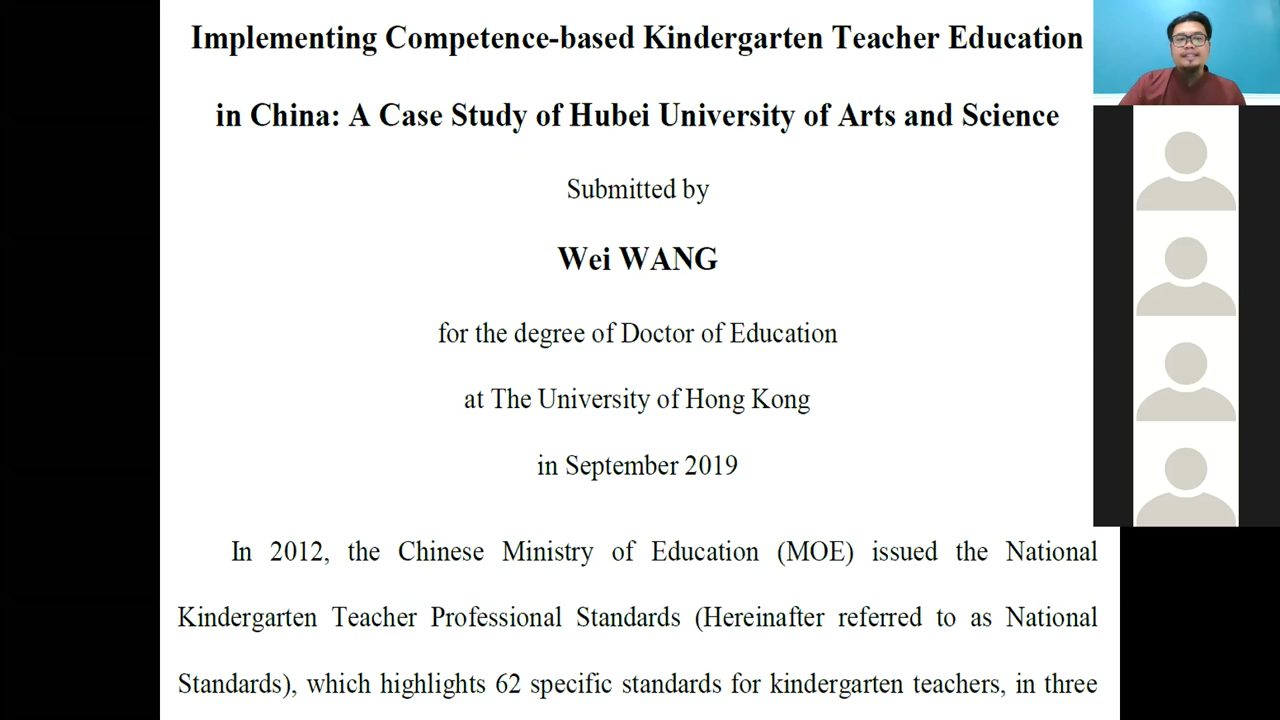 Implementing Competence-based Kindergarten Teacher Education
in China: A Case Study of Hubei University of Arts and Science
Submitted by
Wei WANG
for the degree of Doctor of Education
at The University of Hong Kong
in September 2019
In 2012, the Chinese Ministry of Education (MOE) issued the National
Kindergarten Teacher Professional Standards (Hereinafter referred to as National
Standards), which highlights 62 specific standards for kindergarten teachers, in three